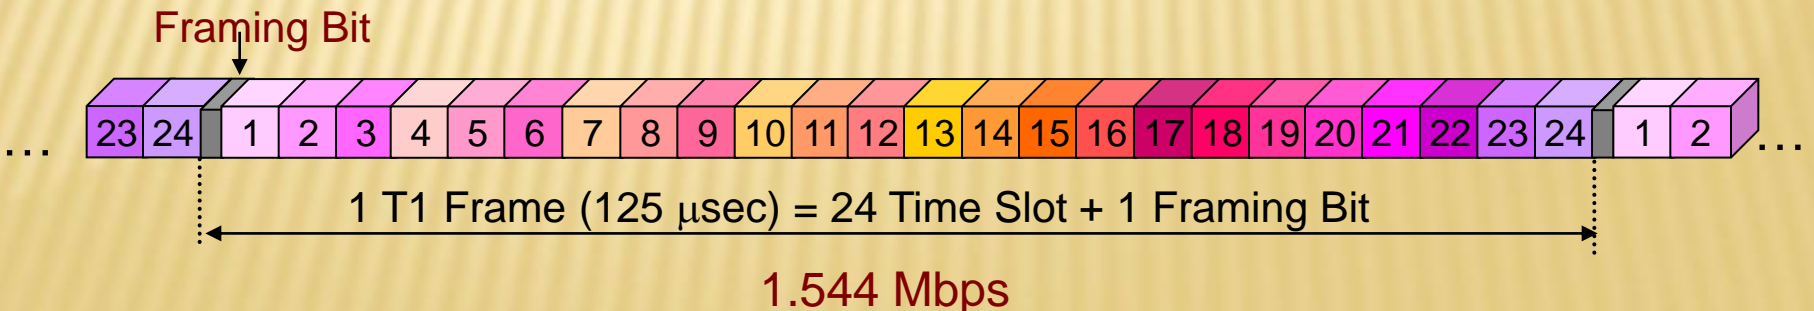 Framing Bit
... 23 24 1 2 3 4 5 6 7 8 9 10 11 12 13 14 15 16 17 18 19 20 21 22 23 24 1 2 ...
1 T1 Frame (125 μsec) = 24 Time Slot + 1 Framing Bit
1.544 Mbps